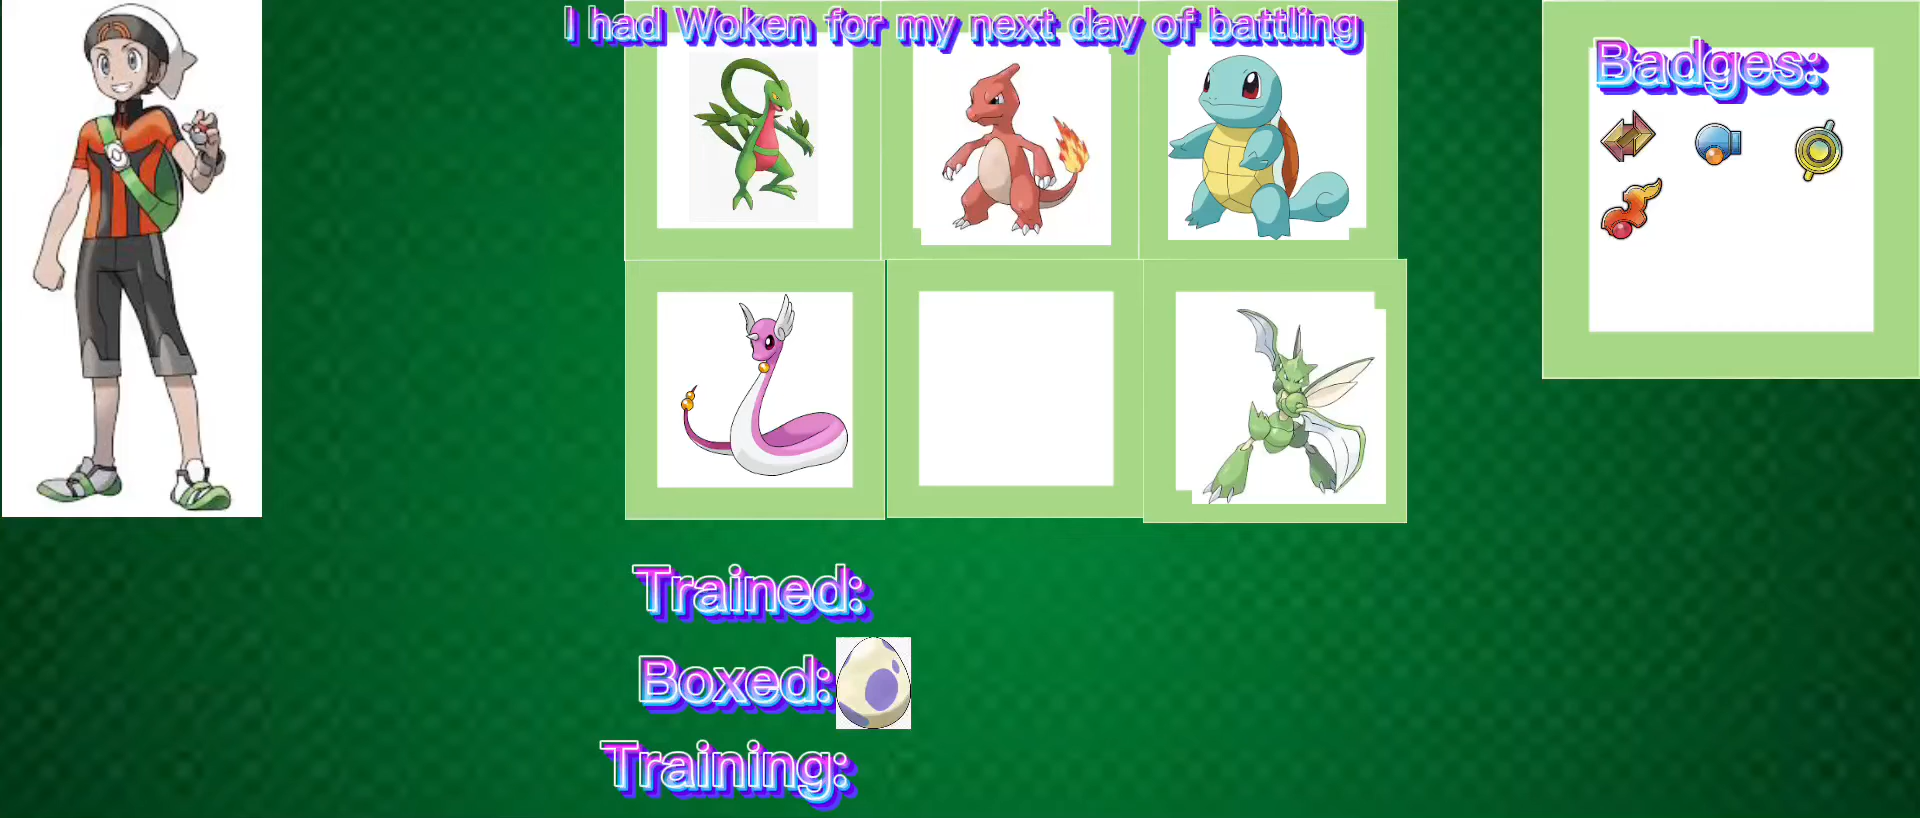 I had Woken for my next day of battling
Badges:
Trained:
Boxed:
Training: